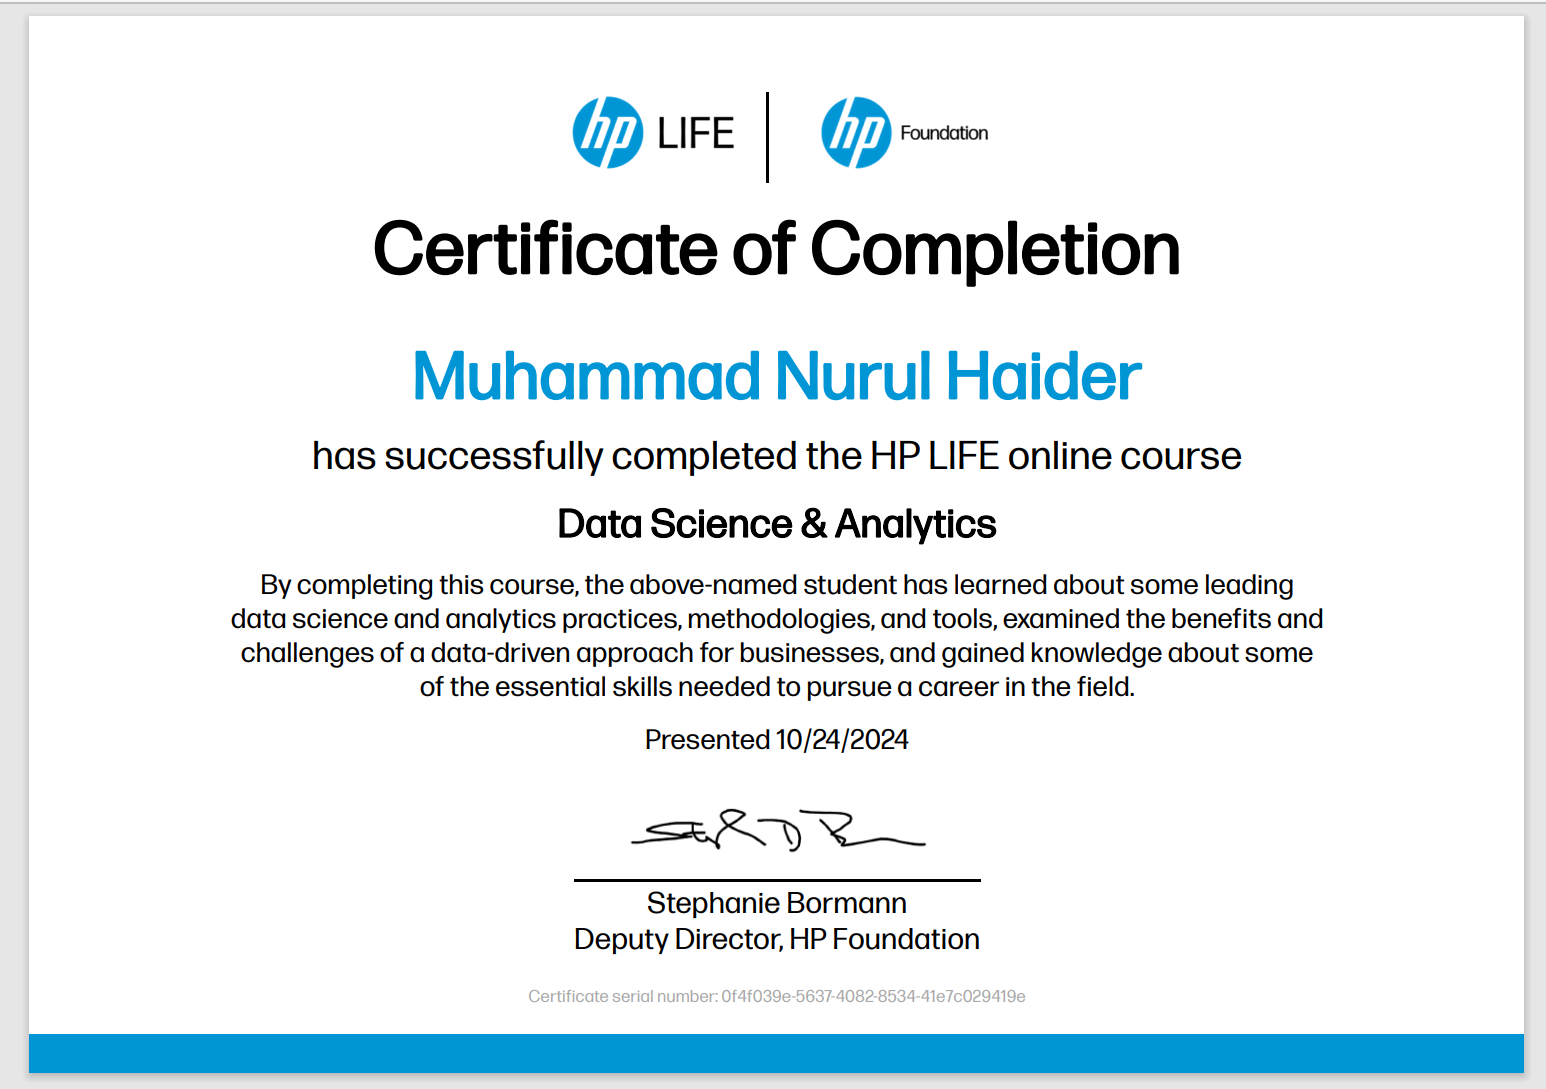 hp LIFE hp Foundation
Certificate of Completion
Muhammad Nurul Haider
has successfully completed the HP LIFE online course
Data Science & Analytics
By completing this course, the above-named student has learned about some leading
data science and analytics practices, methodologies, and tools, examined the benefits and
challenges of a data-driven approach for businesses, and gained knowledge about some
of the essential skills needed to pursue a career in the field.
Presented 10/24/2024
Stephanie Bormann
Deputy Director, HP Foundation
Certificate serial number: 0f4f039e-5637-4082-8534-41e7c029419e